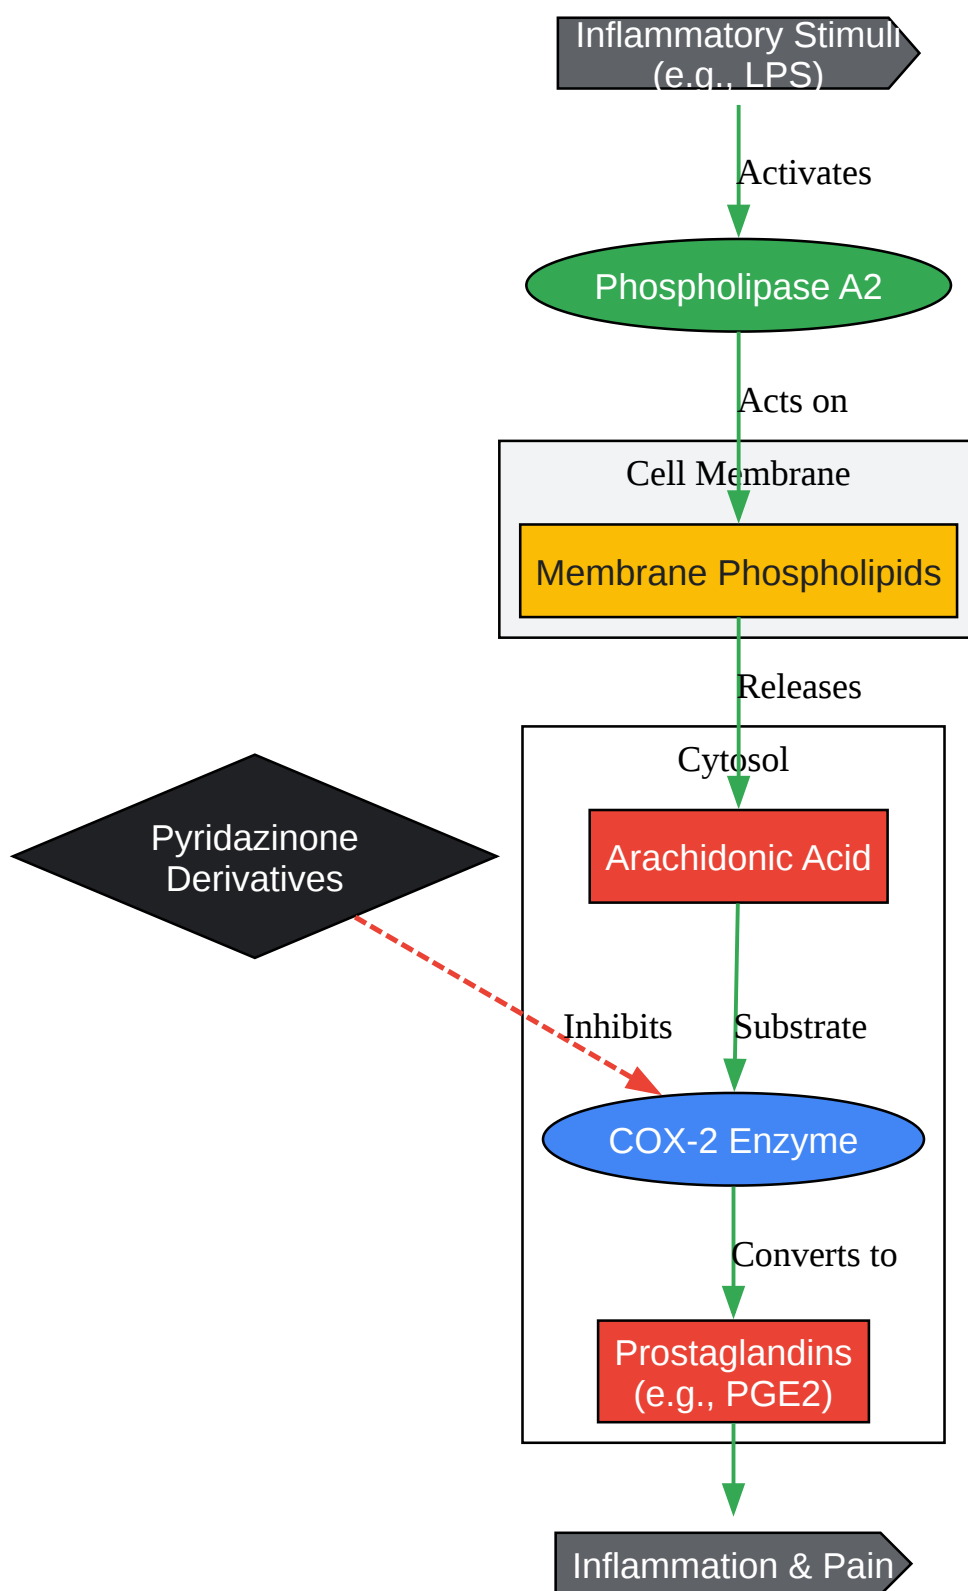 Inflammatory Stimuli
(e.g., LPS)
Activates
Phospholipase A2
Acts on
Cell Membrane
Membrane Phospholipids
Releases
Cytosol
Pyridazinone
Derivatives
Arachidonic Acid
Inhibits
Substrate
COX-2 Enzyme
Converts to
Prostaglandins
(e.g., PGE2)
Inflammation & Pain